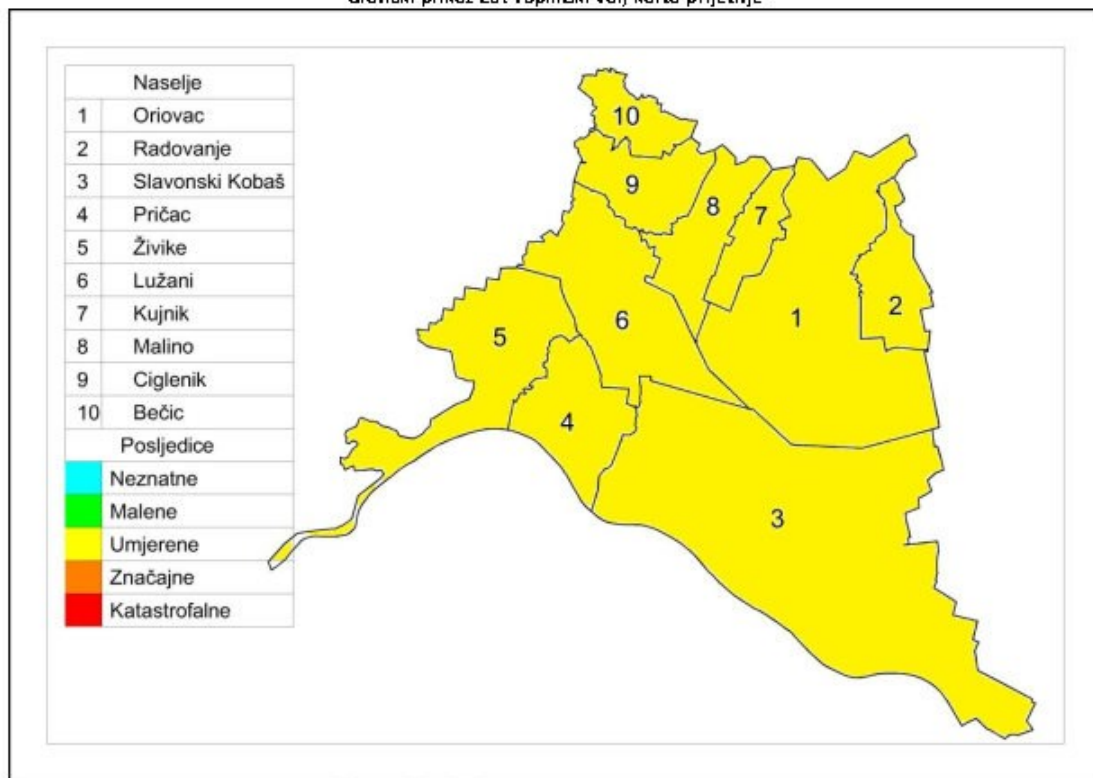 Naselje
1 Oriovac
2 Radovanje
3 Slavonski Kobaš
4 Pričac
5 Živike
6 Lužani
7 Kujnik
8 Malino
9 Ciglenik
10 Bečic
Posljedice
Neznatne
Malene
Umjerene
Značajne
Katastrofalne
10
9
8
7
2
1
6
5
4
3